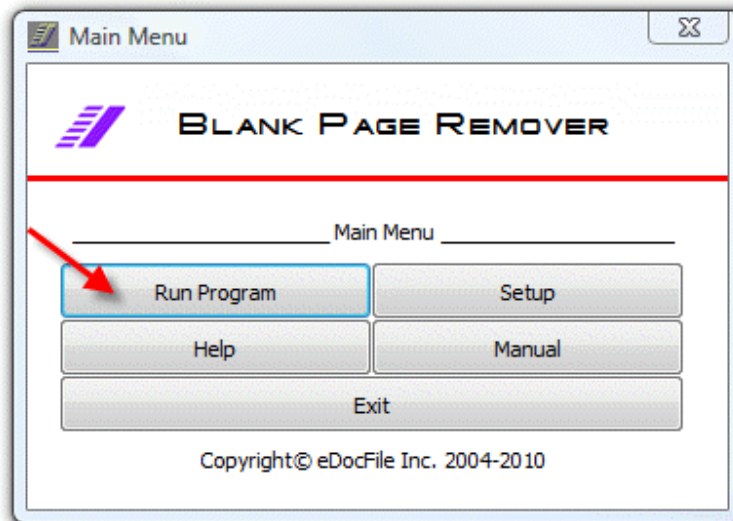 Main Menu
BLANK PAGE REMOVER
Main Menu
Run Program
Setup
Help
Manual
Exit
Copyright© eDocFile Inc. 2004-2010